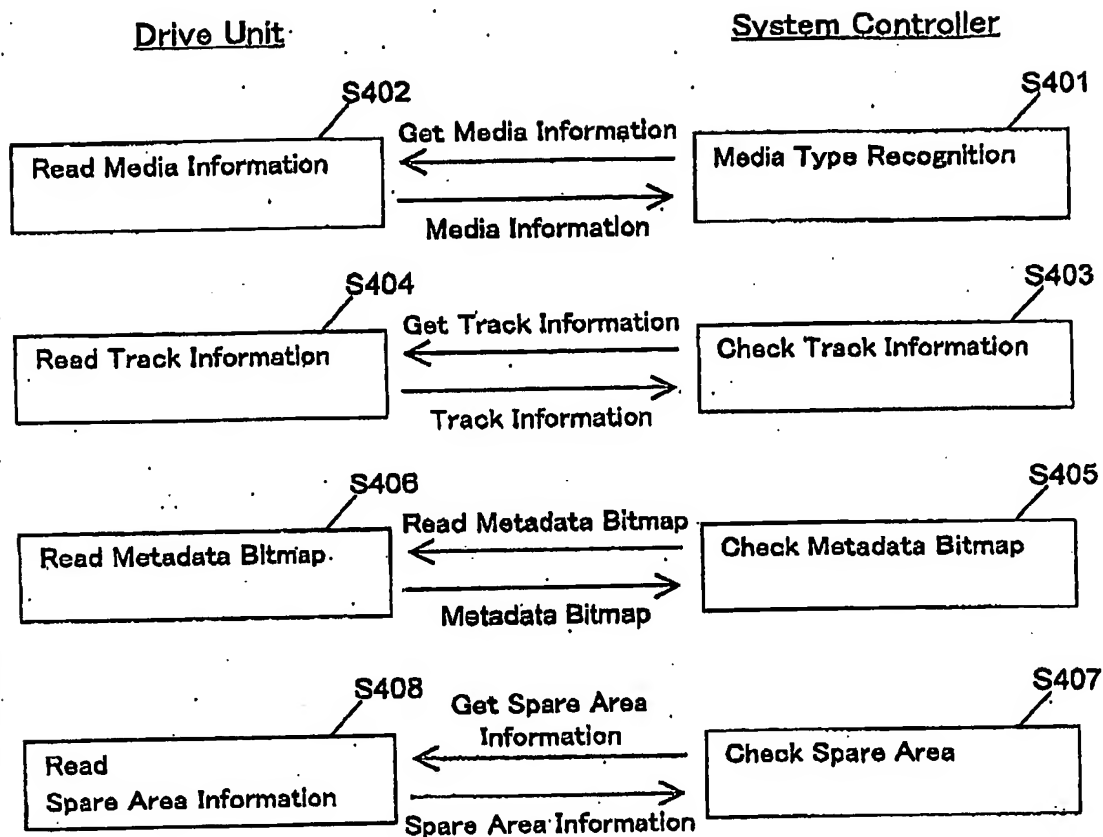 Drive Unit
System Controller
S402
S401
Read Media Information
Get Media Information
Media Information
Media Type Recognition
S404
S403
Read Track Information
Get Track Information
Track Information
Check Track Information
S406
S405
Read Metadata Bitmap
Read Metadata Bitmap
Metadata Bitmap
Check Metadata Bitmap
S408
S407
Read
Spare Area Information
Get Spare Area
Information
Spare Area Information
Check Spare Area